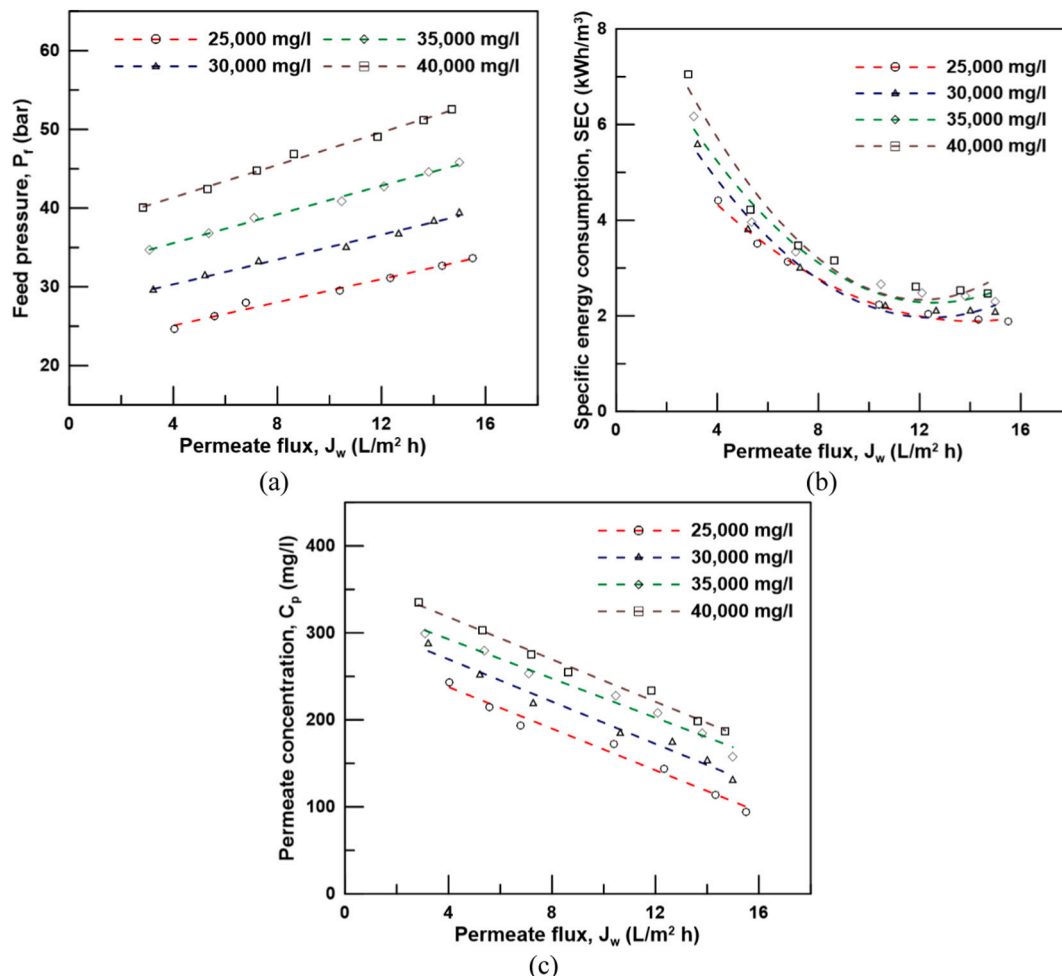 60
50
40
30
20
Feed pressure, P_f (bar)
25,000 mg/l
35,000 mg/l
30,000 mg/l
40,000 mg/l
0
4
8
12
16
Permeate flux, J_w (L/m² h)
(a)
8
6
4
2
0
Specific energy consumption, SEC (kWh/m³)
25,000 mg/l
30,000 mg/l
35,000 mg/l
40,000 mg/l
0
4
8
12
16
Permeate flux, J_w (L/m² h)
(b)
400
300
200
100
0
Permeate concentration, C_p (mg/l)
25,000 mg/l
30,000 mg/l
35,000 mg/l
40,000 mg/l
0
4
8
12
16
Permeate flux, J_w (L/m² h)
(c)